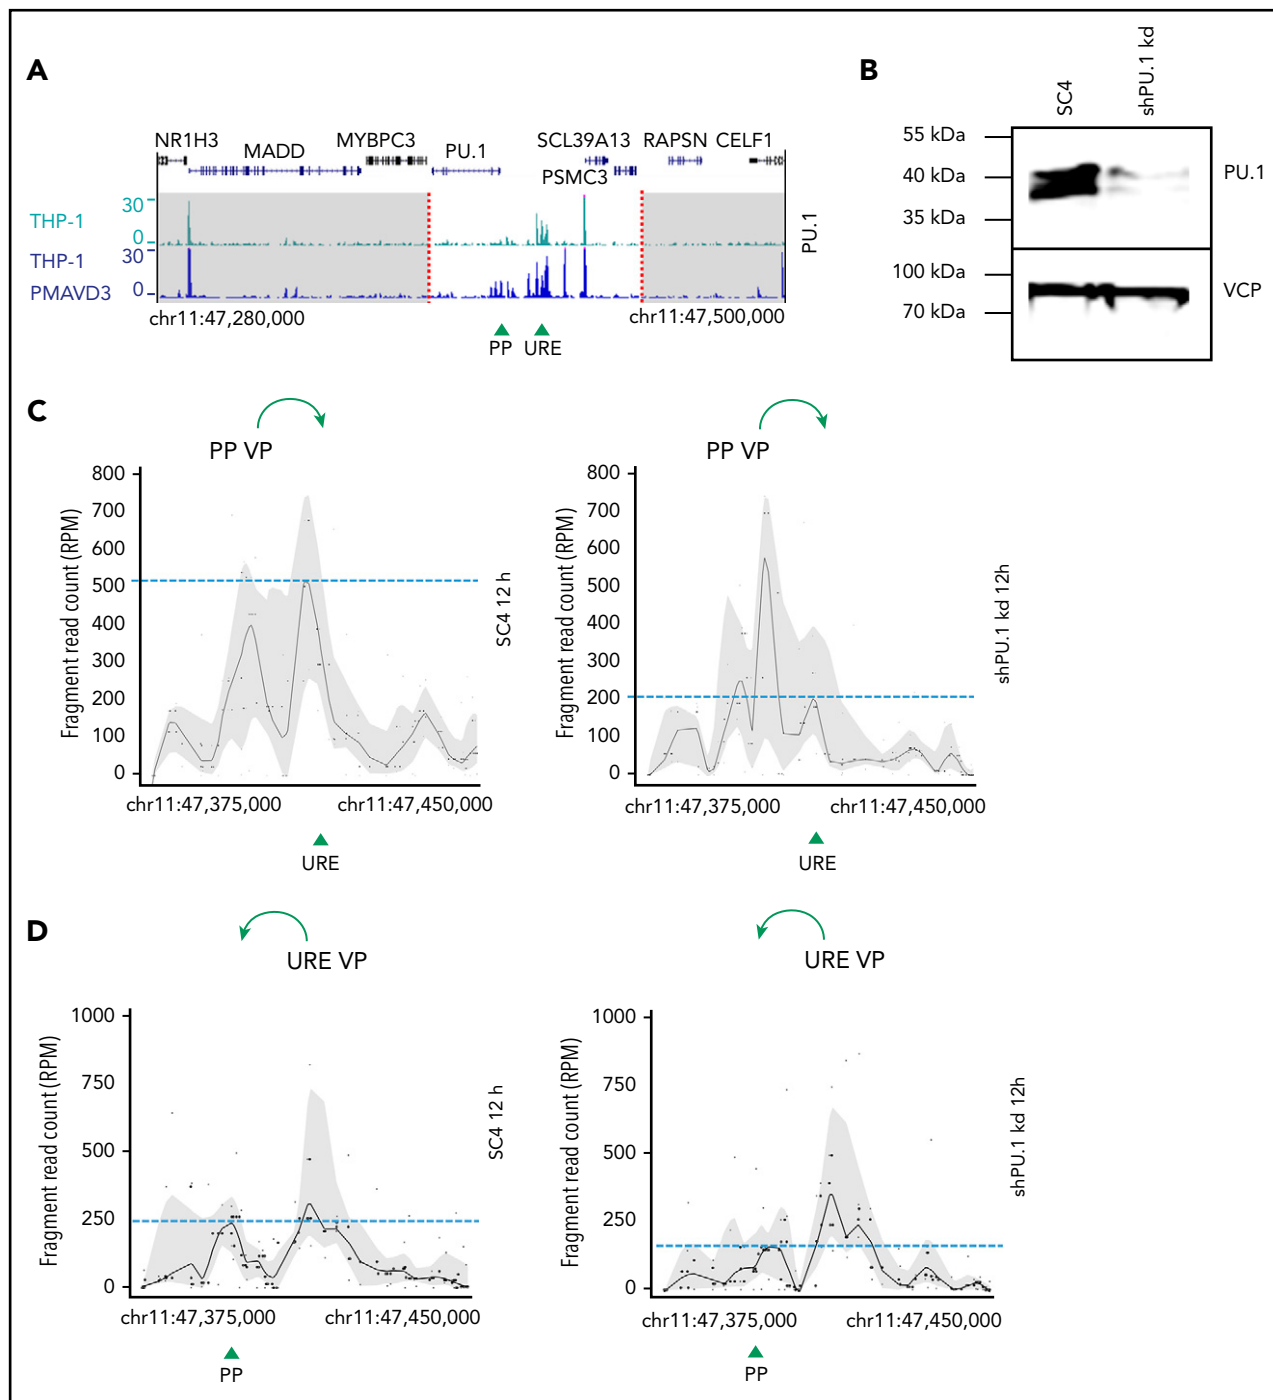 A
NR1H3 MADD MYBPC3 PU.1 SCL39A13 RAPSN CELF1
PSMC3
THP-1 30
0
THP-1 30
PMAVD3 0
PU.1
chr11:47,280,000 chr11:47,500,000
PP URE
B
SC4 shPU.1 kd
55 kDa
40 kDa PU.1
35 kDa
100 kDa
VCP
70 kDa
C
PP VP
800
700
600
500
400
300
200
100
0
Fragment read count (RPM)
SC4 12 h
chr11:47,375,000 chr11:47,450,000
URE
PP VP
800
700
600
500
400
300
200
100
0
Fragment read count (RPM)
shPU.1 kd 12h
chr11:47,375,000 chr11:47,450,000
URE
D
URE VP
1000
750
500
250
0
Fragment read count (RPM)
SC4 12 h
chr11:47,375,000 chr11:47,450,000
PP
URE VP
1000
750
500
250
0
Fragment read count (RPM)
shPU.1 kd 12h
chr11:47,375,000 chr11:47,450,000
PP